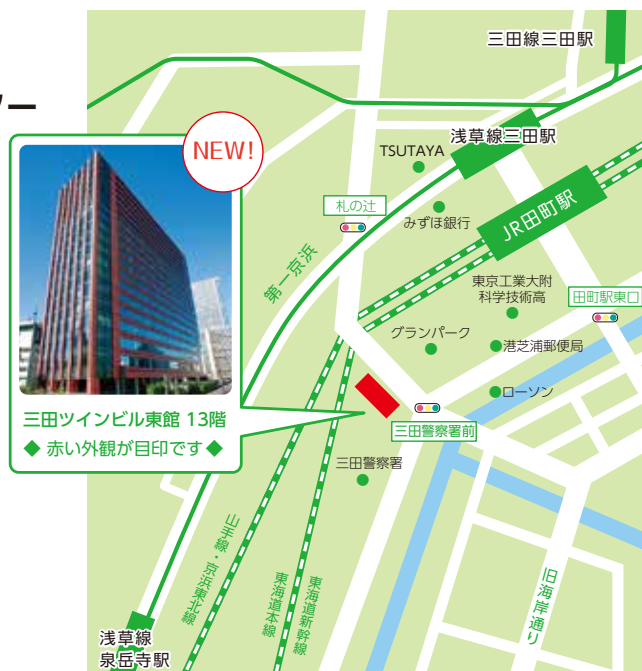 ー
三田線三田駅
浅草線三田駅
TSUTAYA
NEW!
札の辻
みずほ銀行
JR田町駅
第一京浜
東京工業大附
科学技術高
田町駅東口
グランパーク
港芝浦郵便局
ローソン
三田ツインビル東館 13階
◆ 赤い外観が目印です ◆
三田警察署前
三田警察署
山手線・京浜東北線
東海道本線
東海道新幹線
旧海岸通り
浅草線
泉岳寺駅